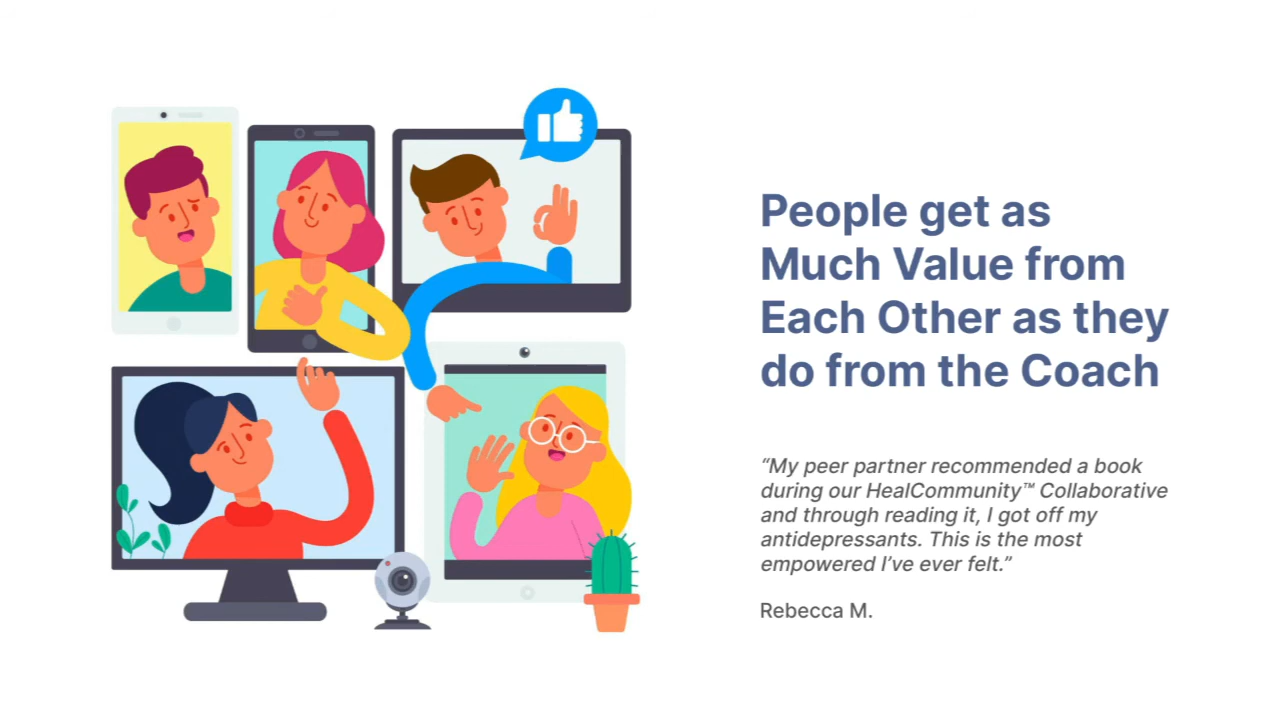 People get as
Much Value from
Each Other as they
do from the Coach
“My peer partner recommended a book
during our HealCommunity™ Collaborative
and through reading it, I got off my
antidepressants. This is the most
empowered I’ve ever felt.”
Rebecca M.